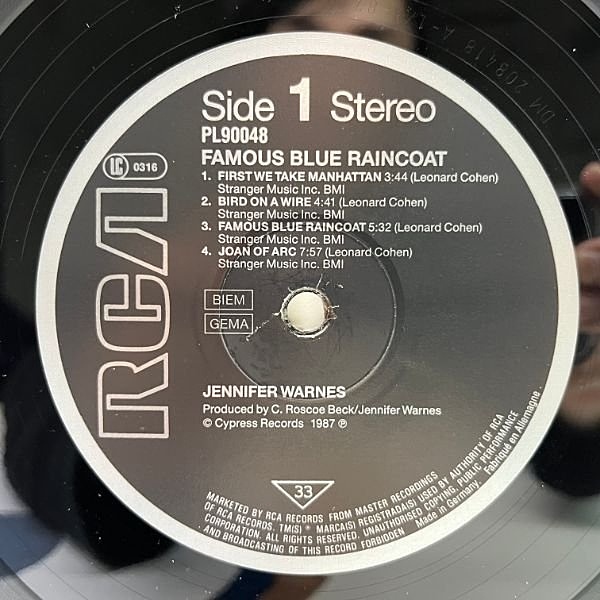 Side 1 Stereo
PL90048
FAMOUS BLUE RAINCOAT
LC 0316
1. FIRST WE TAKE MANHATTAN 3:44 (Leonard Cohen)
Stranger Music Inc. BMI
2. BIRD ON A WIRE 4:41 (Leonard Cohen)
Stranger Music Inc. BMI
3. FAMOUS BLUE RAINCOAT 5:32 (Leonard Cohen)
Stranger Music Inc. BMI
4. JOAN OF ARC 7:57 (Leonard Cohen)
Stranger Music Inc. BMI
RCA
BIEM
GEMA
JENNIFER WARNES
Produced by C. Roscoe Beck/Jennifer Warnes
© Cypress Records 1987 ℗
33
MARKETED BY RCA RECORDS FROM MASTER RECORDINGS
OF RCA RECORDS. TM(S) ® MARCA(S) REGISTRADA(S) USED BY AUTHORITY OF RCA
CORPORATION. ALL RIGHTS RESERVED. UNAUTHORISED COPYING, PUBLIC PERFORMANCE
AND BROADCASTING OF THIS RECORD FORBIDDEN Made in Germany. Fabriqué en Allemagne